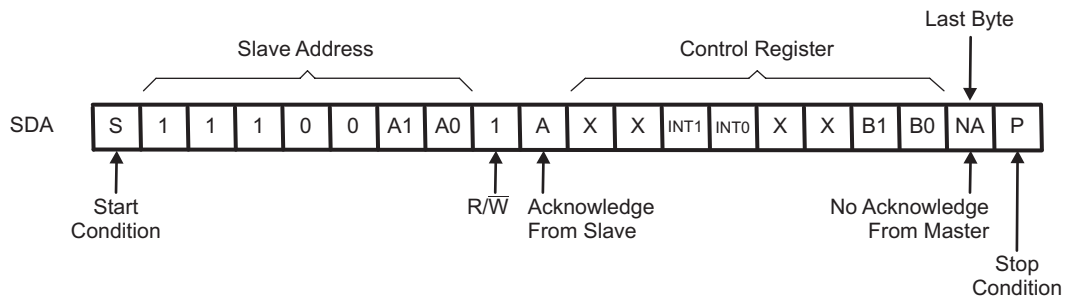 Last Byte
Slave Address Control Register
SDA S 1 1 1 0 0 A1 A0 1 A X X INT1 INT0 X X B1 B0 NA P
Start Condition
R/W̅
Acknowledge
From Slave
No Acknowledge
From Master
Stop
Condition